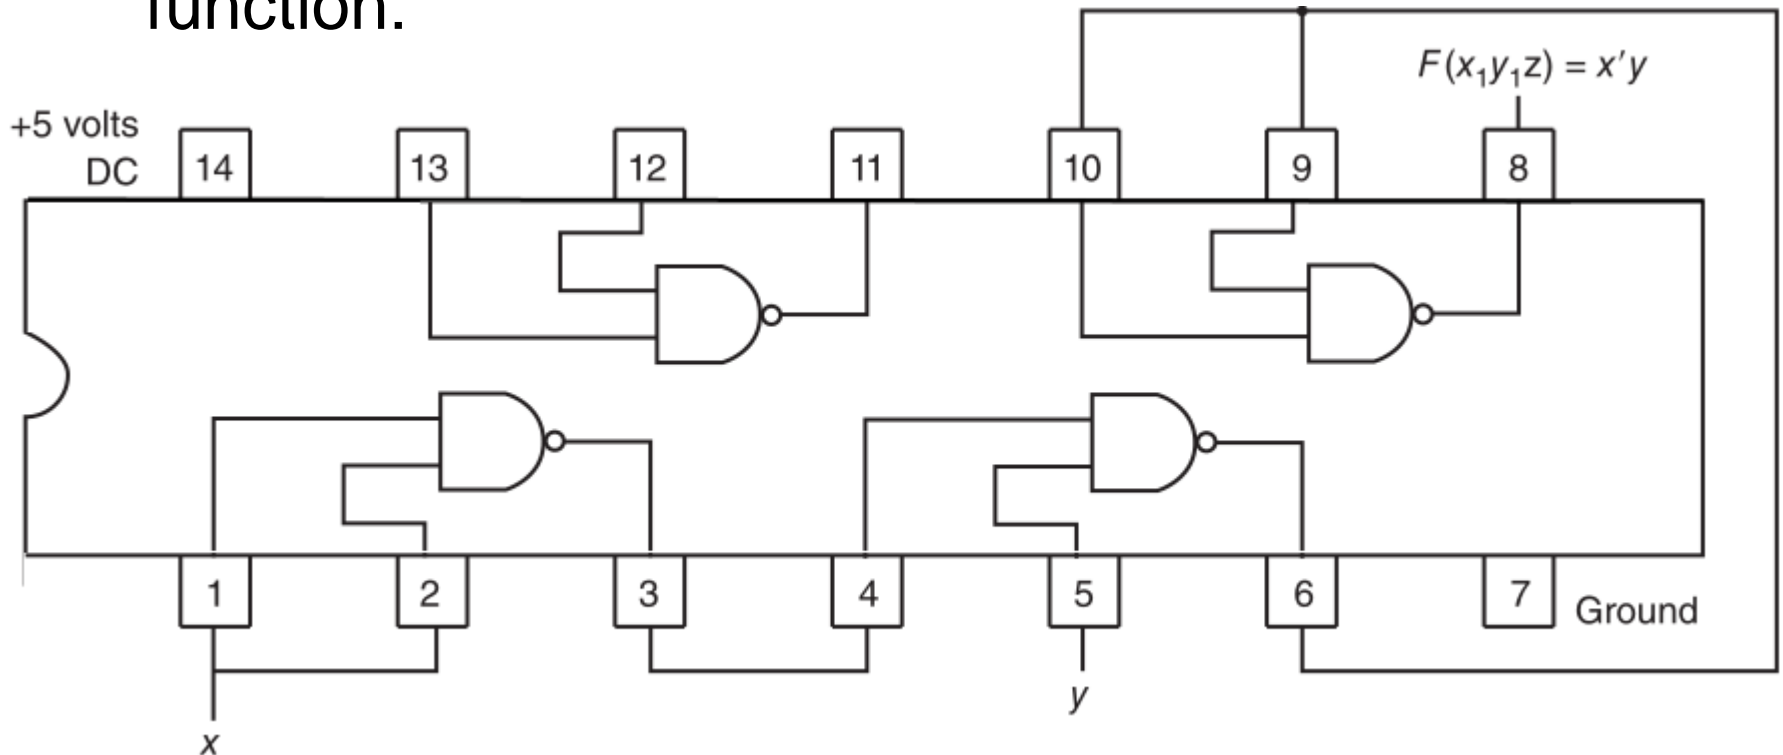 function.
F(x₁y₁z) = x'y
+5 volts
DC
14 13 12 11 10 9 8
1 2 3 4 5 6 7
Ground
y
x